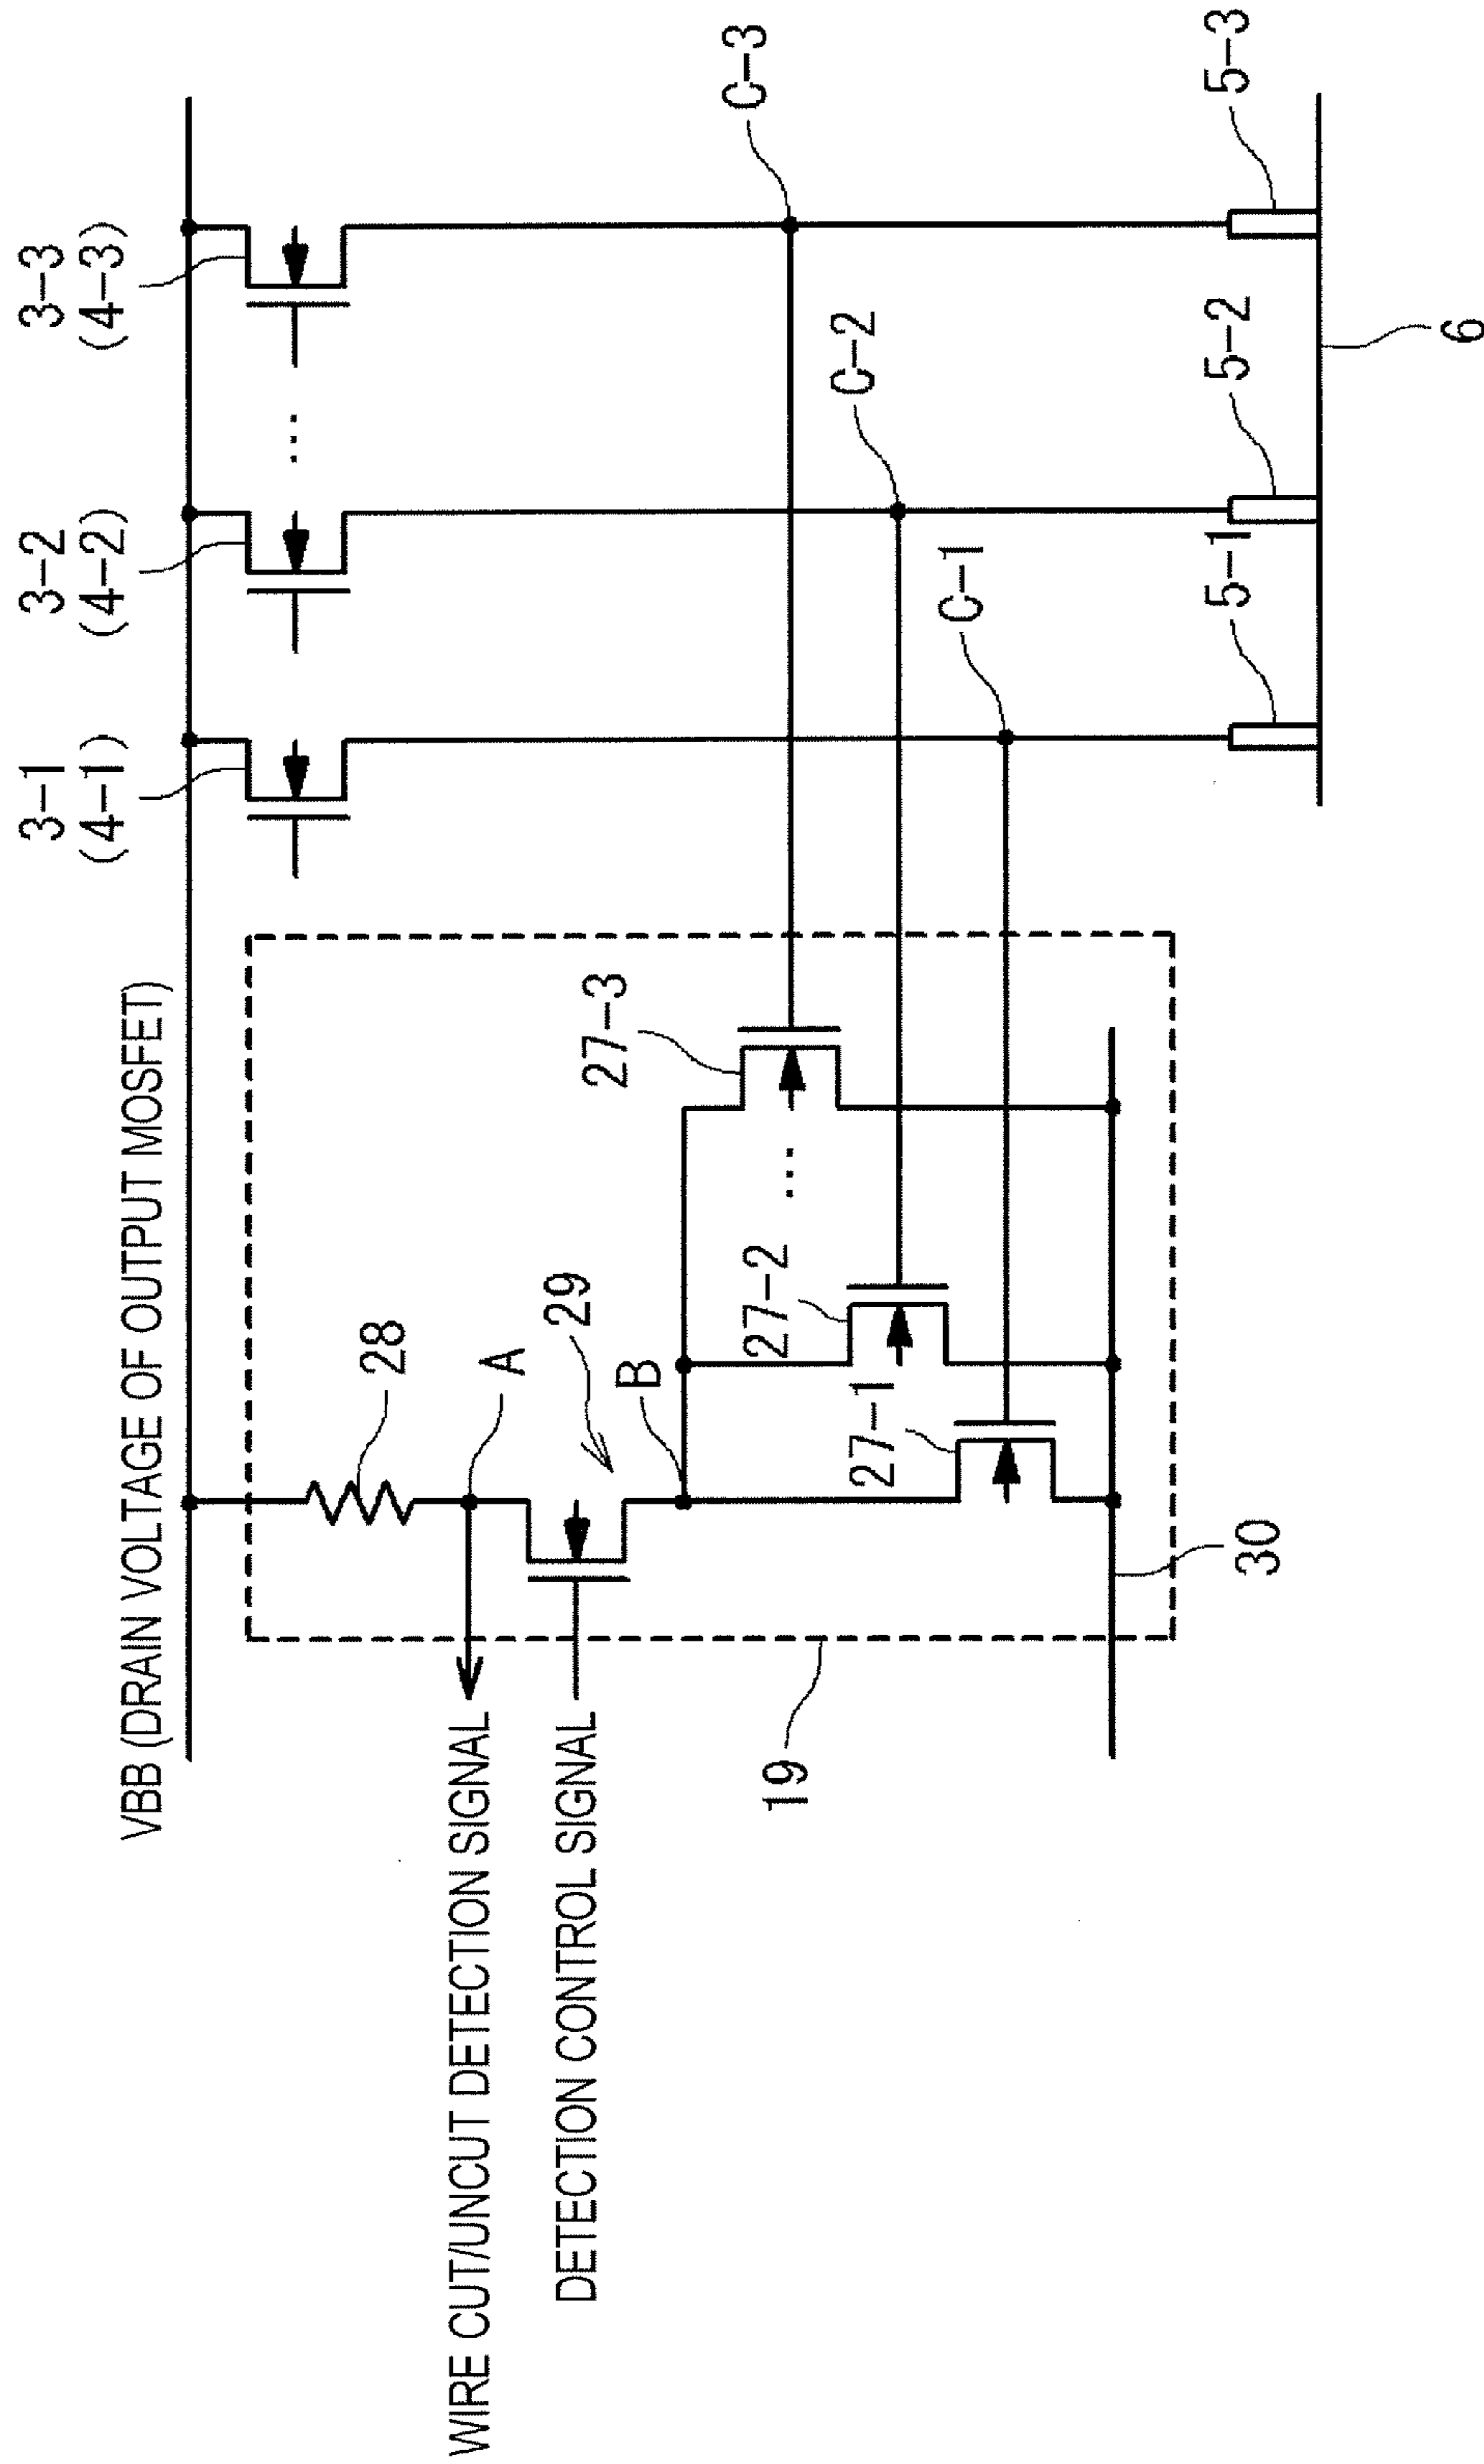 VBB (DRAIN VOLTAGE OF OUTPUT MOSFET)
3-1
(4-1)
3-2
(4-2)
...
3-3
(4-3)
28
A
WIRE CUT/UNCUT DETECTION SIGNAL
29
DETECTION CONTROL SIGNAL
B
27-3
...
27-2
27-1
C-3
C-2
C-1
19
30
5-1
5-2
5-3
6